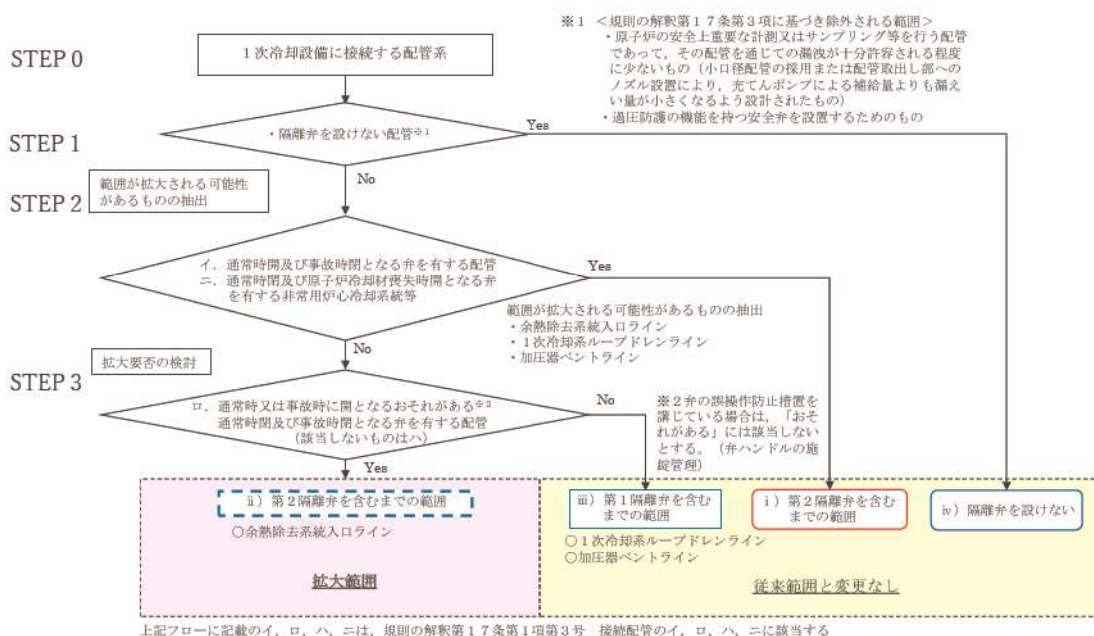 STEP 0
1次冷却設備に接続する配管系
※1 <規則の解釈第17条第3項に基づき除外される範囲>
・原子炉の安全上重要な計測又はサンプリング等を行う配管
であって、その配管を通じての漏洩が十分許容される程度
に少ないもの(小口径配管の採用または配管取出し部への
ノズル設置により、充てんポンプによる補給量よりも漏え
い量が小さくなるよう設計されたもの)
・過圧防護の機能を持つ安全弁を設置するためのもの
STEP 1
・隔離弁を設けない配管※1
Yes
No
STEP 2
範囲が拡大される可能性
があるものの抽出
イ.通常時開及び事故時閉となる弁を有する配管
ニ.通常時閉及び原子炉冷却材喪失時開となる弁
を有する非常用炉心冷却系統等
Yes
範囲が拡大される可能性があるものの抽出
・余熱除去系統入口ライン
・1次冷却系ループドレンライン
・加圧器ベントライン
No
拡大要否の検討
STEP 3
ロ.通常時又は事故時に開となるおそれがある※2
通常時閉及び事故時閉となる弁を有する配管
(該当しないものはハ)
No
※2弁の誤操作防止措置を
講じている場合は,「おそ
れがある」には該当しない
とする。(弁ハンドルの施
錠管理)
Yes
ii)第2隔離弁を含むまでの範囲
○余熱除去系統入口ライン
拡大範囲
iii)第1隔離弁を含む
までの範囲
○1次冷却系ループドレンライン
○加圧器ベントライン
i)第2隔離弁を含む
までの範囲
iv)隔離弁を設けない
従来範囲と変更なし
上記フローに記載のイ、ロ、ハ、ニは、規則の解釈第17条第1項第3号 接続配管のイ、ロ、ハ、ニに該当する